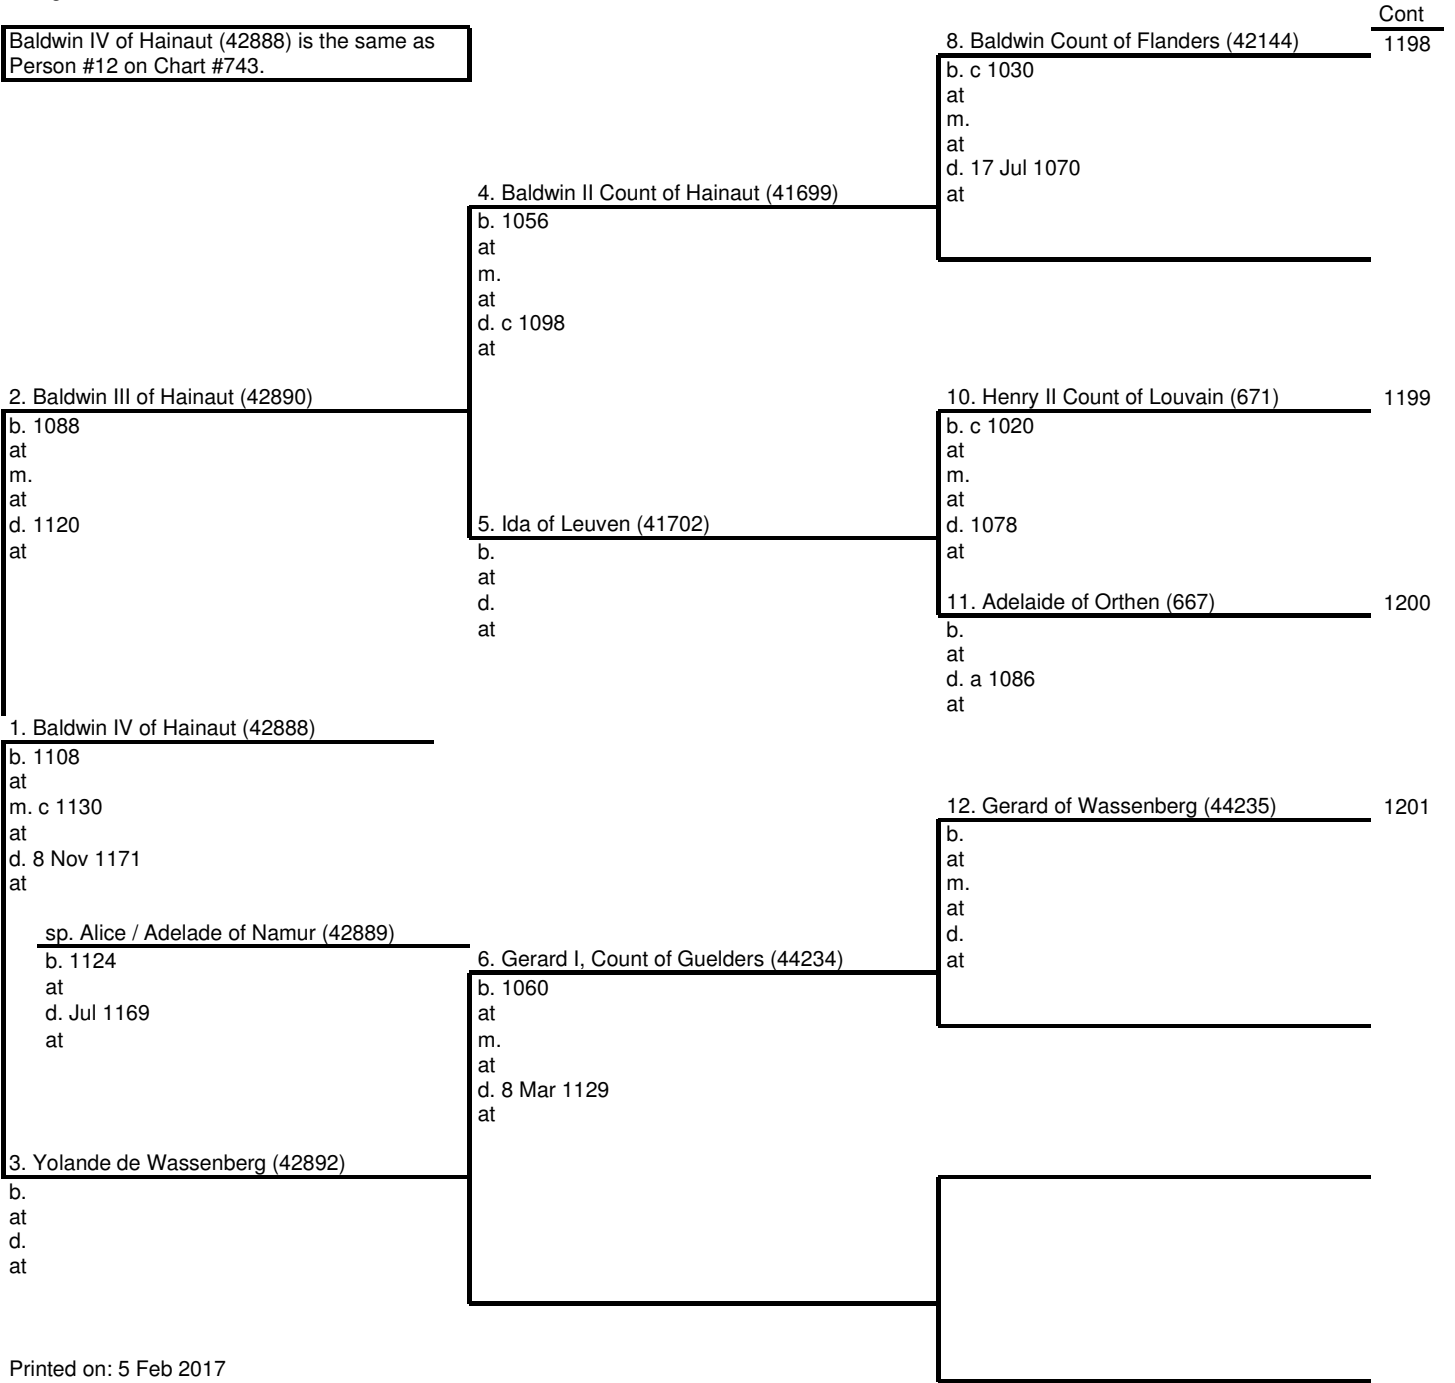 Cont
Baldwin IV of Hainaut (42888) is the same as
Person #12 on Chart #743.
8. Baldwin Count of Flanders (42144)
1198
b. c 1030
at
m.
at
d. 17 Jul 1070
at
4. Baldwin II Count of Hainaut (41699)
b. 1056
at
m.
at
d. c 1098
at
2. Baldwin III of Hainaut (42890)
b. 1088
at
m.
at
d. 1120
at
10. Henry II Count of Louvain (671)
1199
b. c 1020
at
m.
at
d. 1078
at
5. Ida of Leuven (41702)
b.
at
d.
at
11. Adelaide of Orthen (667)
1200
b.
at
d. a 1086
at
1. Baldwin IV of Hainaut (42888)
b. 1108
at
m. c 1130
at
d. 8 Nov 1171
at
12. Gerard of Wassenberg (44235)
1201
b.
at
m.
at
d.
at
sp. Alice / Adelade of Namur (42889)
b. 1124
at
d. Jul 1169
at
6. Gerard I, Count of Guelders (44234)
b. 1060
at
m.
at
d. 8 Mar 1129
at
3. Yolande de Wassenberg (42892)
b.
at
d.
at
Printed on: 5 Feb 2017